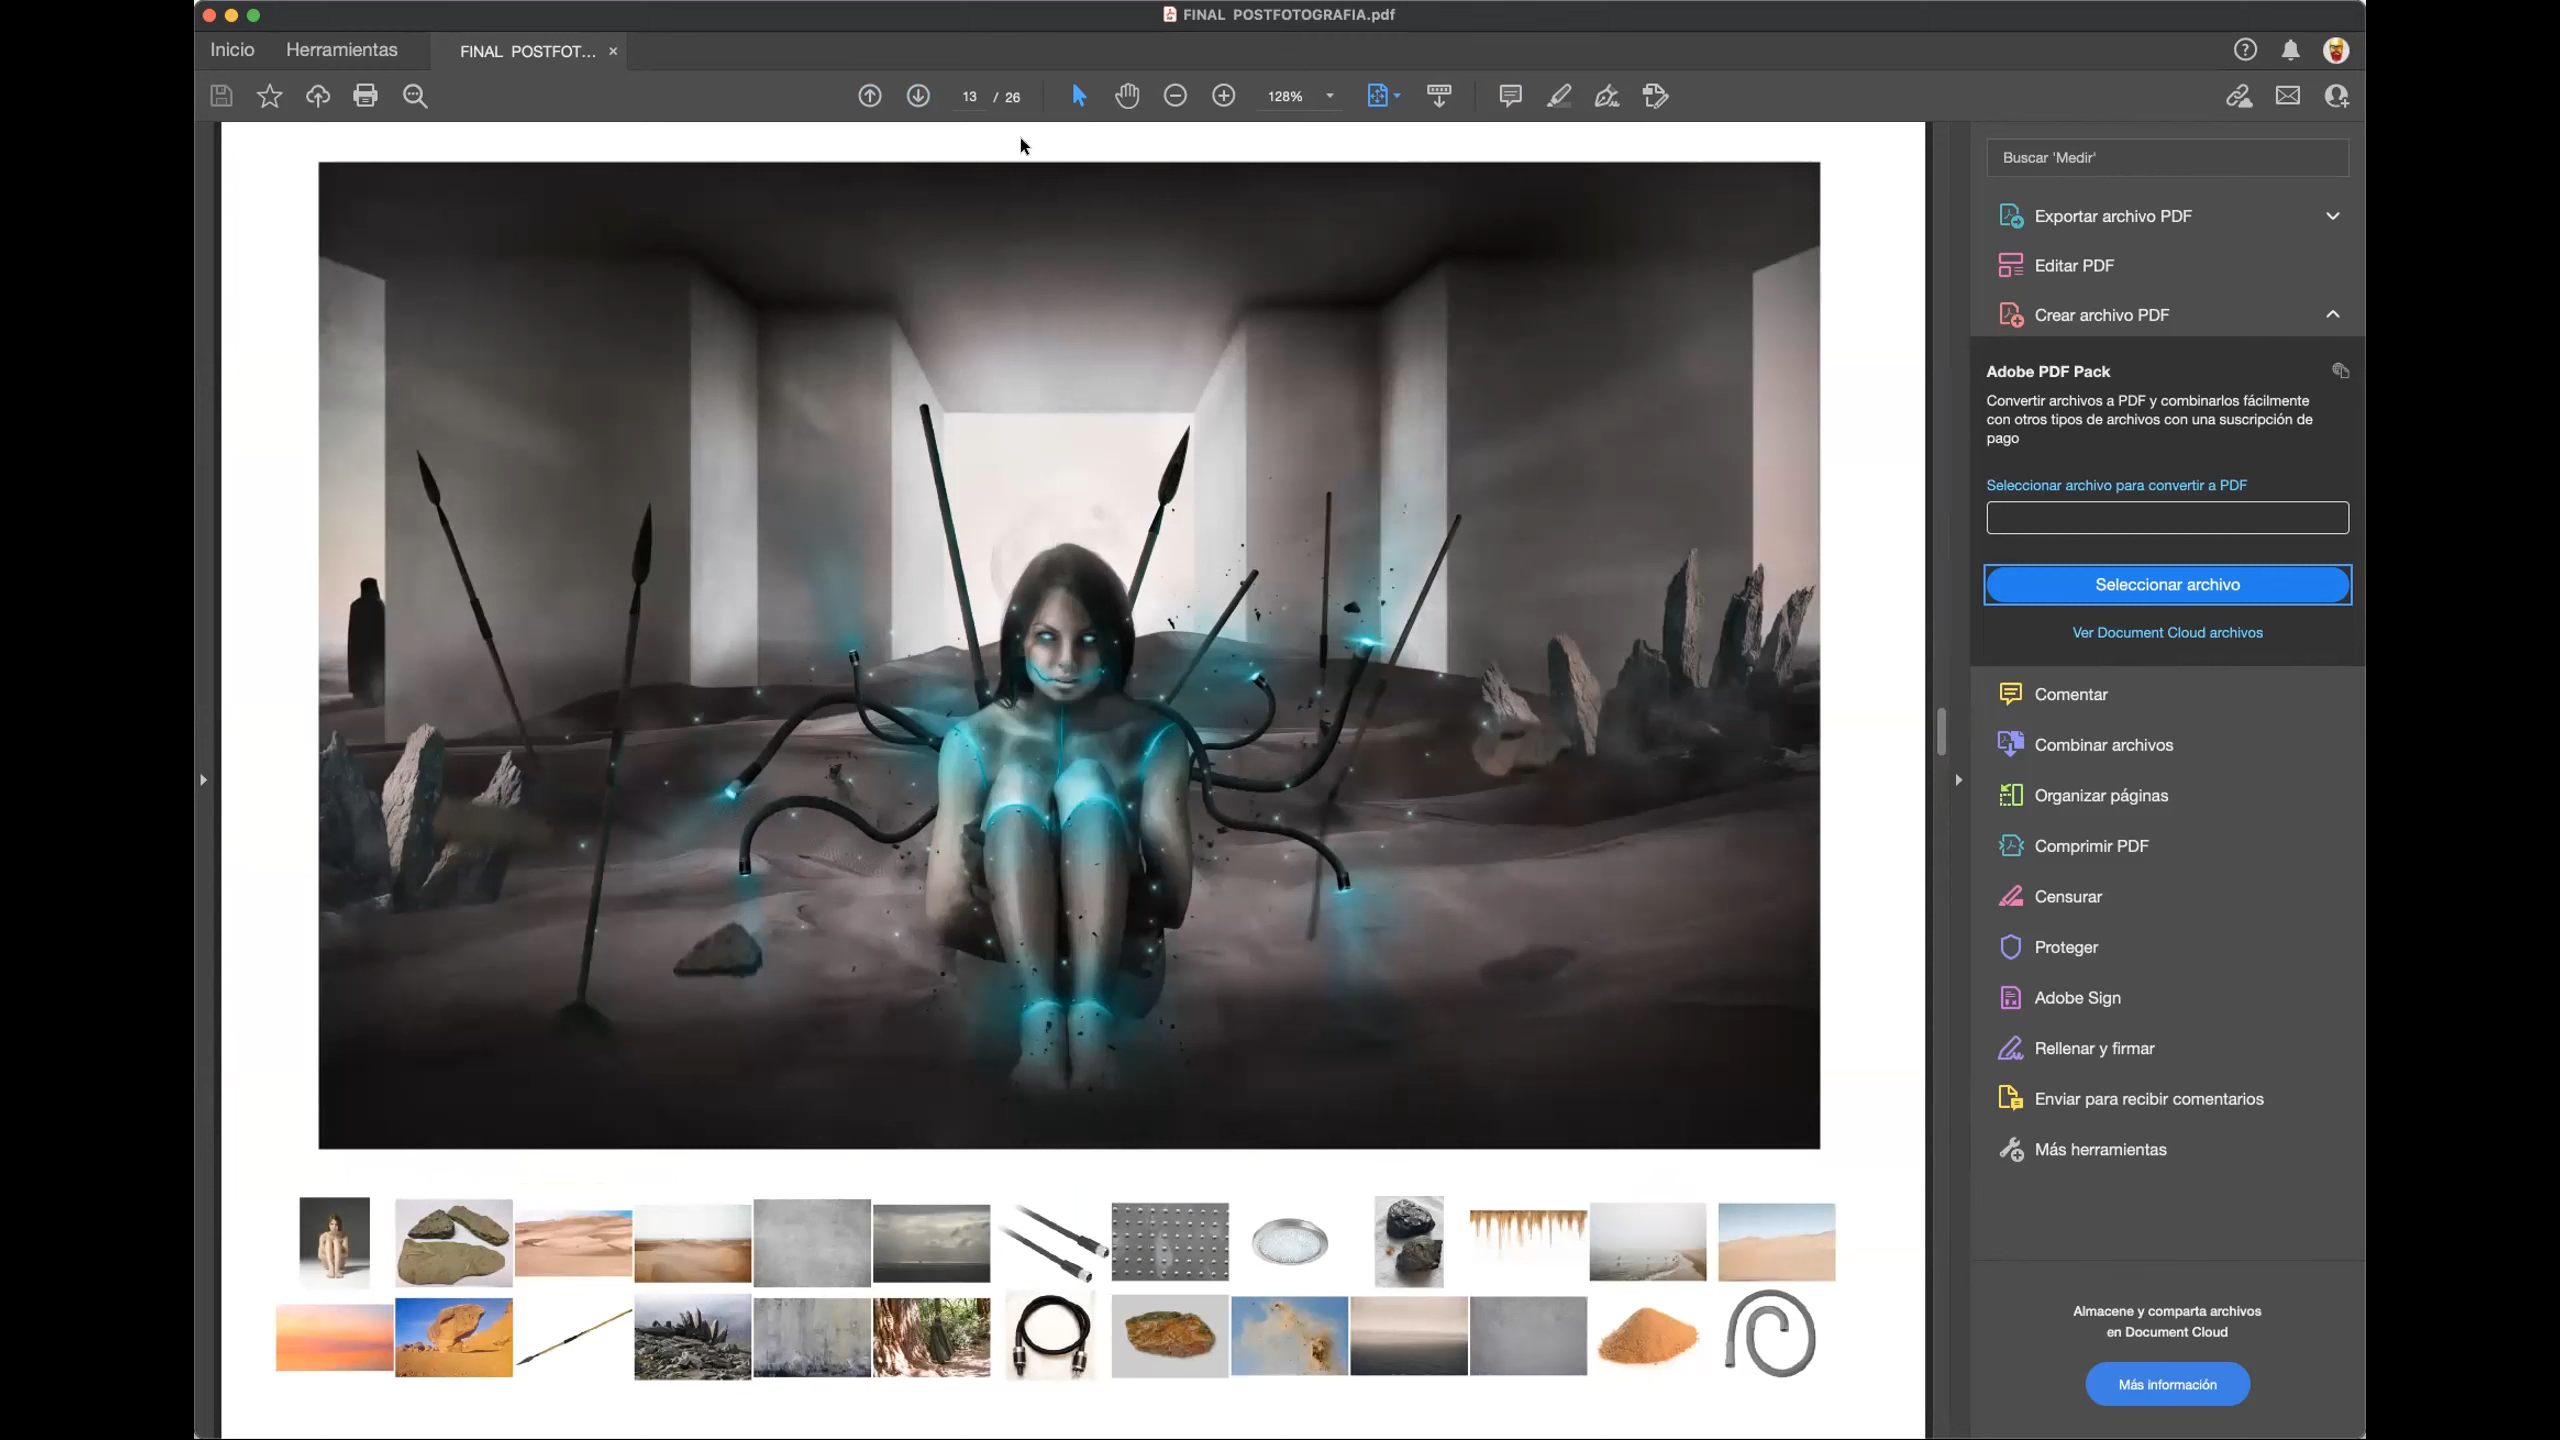 FINAL POSTFOTOGRAFIA.pdf
Inicio
Herramientas
FINAL POSTFOT...
13 / 26
128%
Buscar 'Medir'
Exportar archivo PDF
Editar PDF
Crear archivo PDF
Adobe PDF Pack
Convertir archivos a PDF y combinarlos fácilmente
con otros tipos de archivos con una suscripción de
pago
Seleccionar archivo para convertir a PDF
Seleccionar archivo
Ver Document Cloud archivos
Comentar
Combinar archivos
Organizar páginas
Comprimir PDF
Censurar
Proteger
Adobe Sign
Rellenar y firmar
Enviar para recibir comentarios
Más herramientas
Almacene y comparta archivos
en Document Cloud
Más información